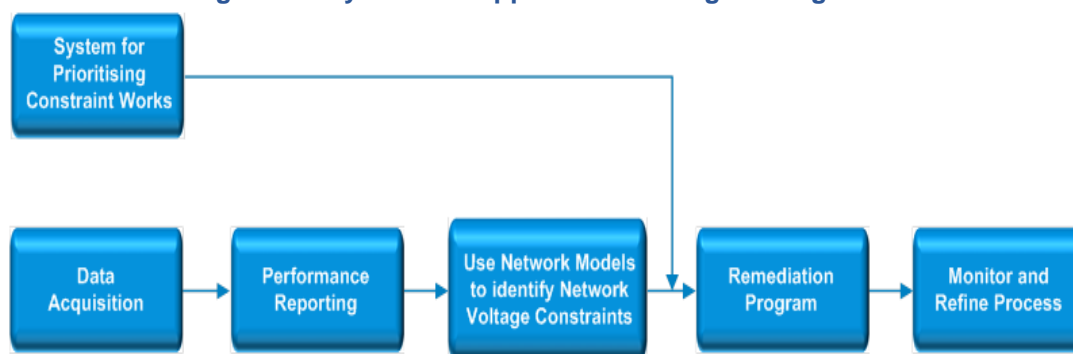 System for
Prioritising
Constraint Works
Data
Acquisition
Performance
Reporting
Use Network Models
to identify Network
Voltage Constraints
Remediation
Program
Monitor and
Refine Process